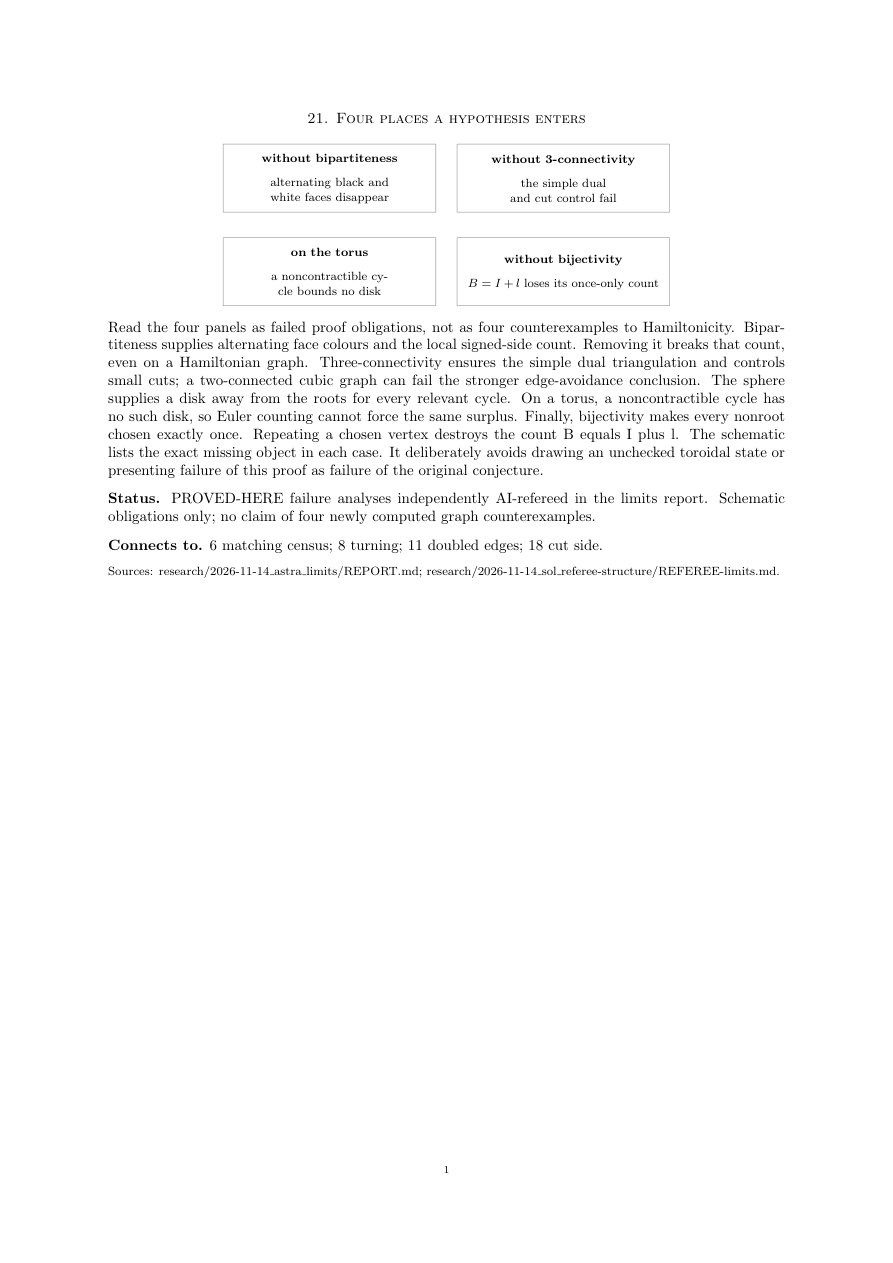 21. Four places a hypothesis enters
without bipartiteness
alternating black and
white faces disappear
without 3-connectivity
the simple dual
and cut control fail
on the torus
a noncontractible cy-
cle bounds no disk
without bijectivity
B = I + l loses its once-only count
Read the four panels as failed proof obligations, not as four counterexamples to Hamiltonicity. Bipar-
titeness supplies alternating face colours and the local signed-side count. Removing it breaks that count,
even on a Hamiltonian graph. Three-connectivity ensures the simple dual triangulation and controls
small cuts; a two-connected cubic graph can fail the stronger edge-avoidance conclusion. The sphere
supplies a disk away from the roots for every relevant cycle. On a torus, a noncontractible cycle has
no such disk, so Euler counting cannot force the same surplus. Finally, bijectivity makes every nonroot
chosen exactly once. Repeating a chosen vertex destroys the count B equals I plus l. The schematic
lists the exact missing object in each case. It deliberately avoids drawing an unchecked toroidal state or
presenting failure of this proof as failure of the original conjecture.
Status. PROVED-HERE failure analyses independently AI-refereed in the limits report. Schematic
obligations only; no claim of four newly computed graph counterexamples.
Connects to. 6 matching census; 8 turning; 11 doubled edges; 18 cut side.
Sources: research/2026-11-14_astra_limits/REPORT.md; research/2026-11-14_sol_referee-structure/REFEREE-limits.md.
1